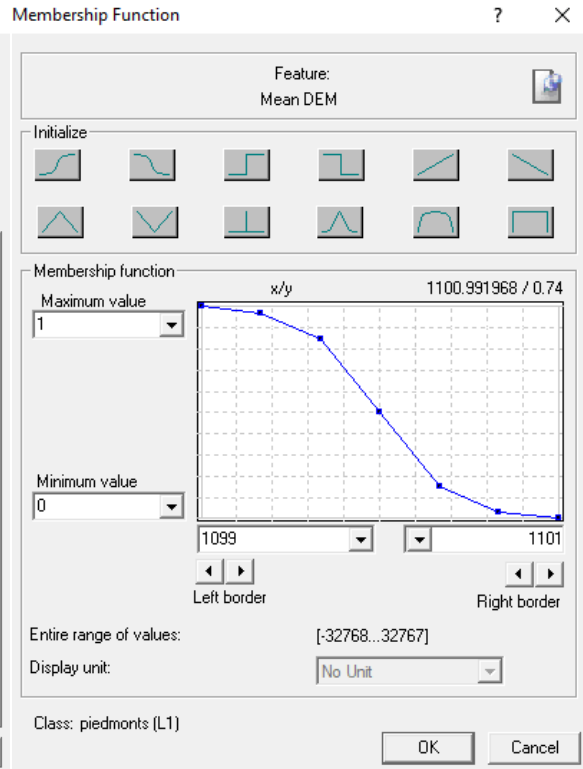 Membership Function ?
Feature:
Mean DEM
Initialize
Membership function
x/y 1100.991968 / 0.74
Maximum value
1
Minimum value
0
1099 1101
Left border Right border
Entire range of values: [-32768...32767]
Display unit: No Unit
Class: piedmonts (L1)
OK Cancel